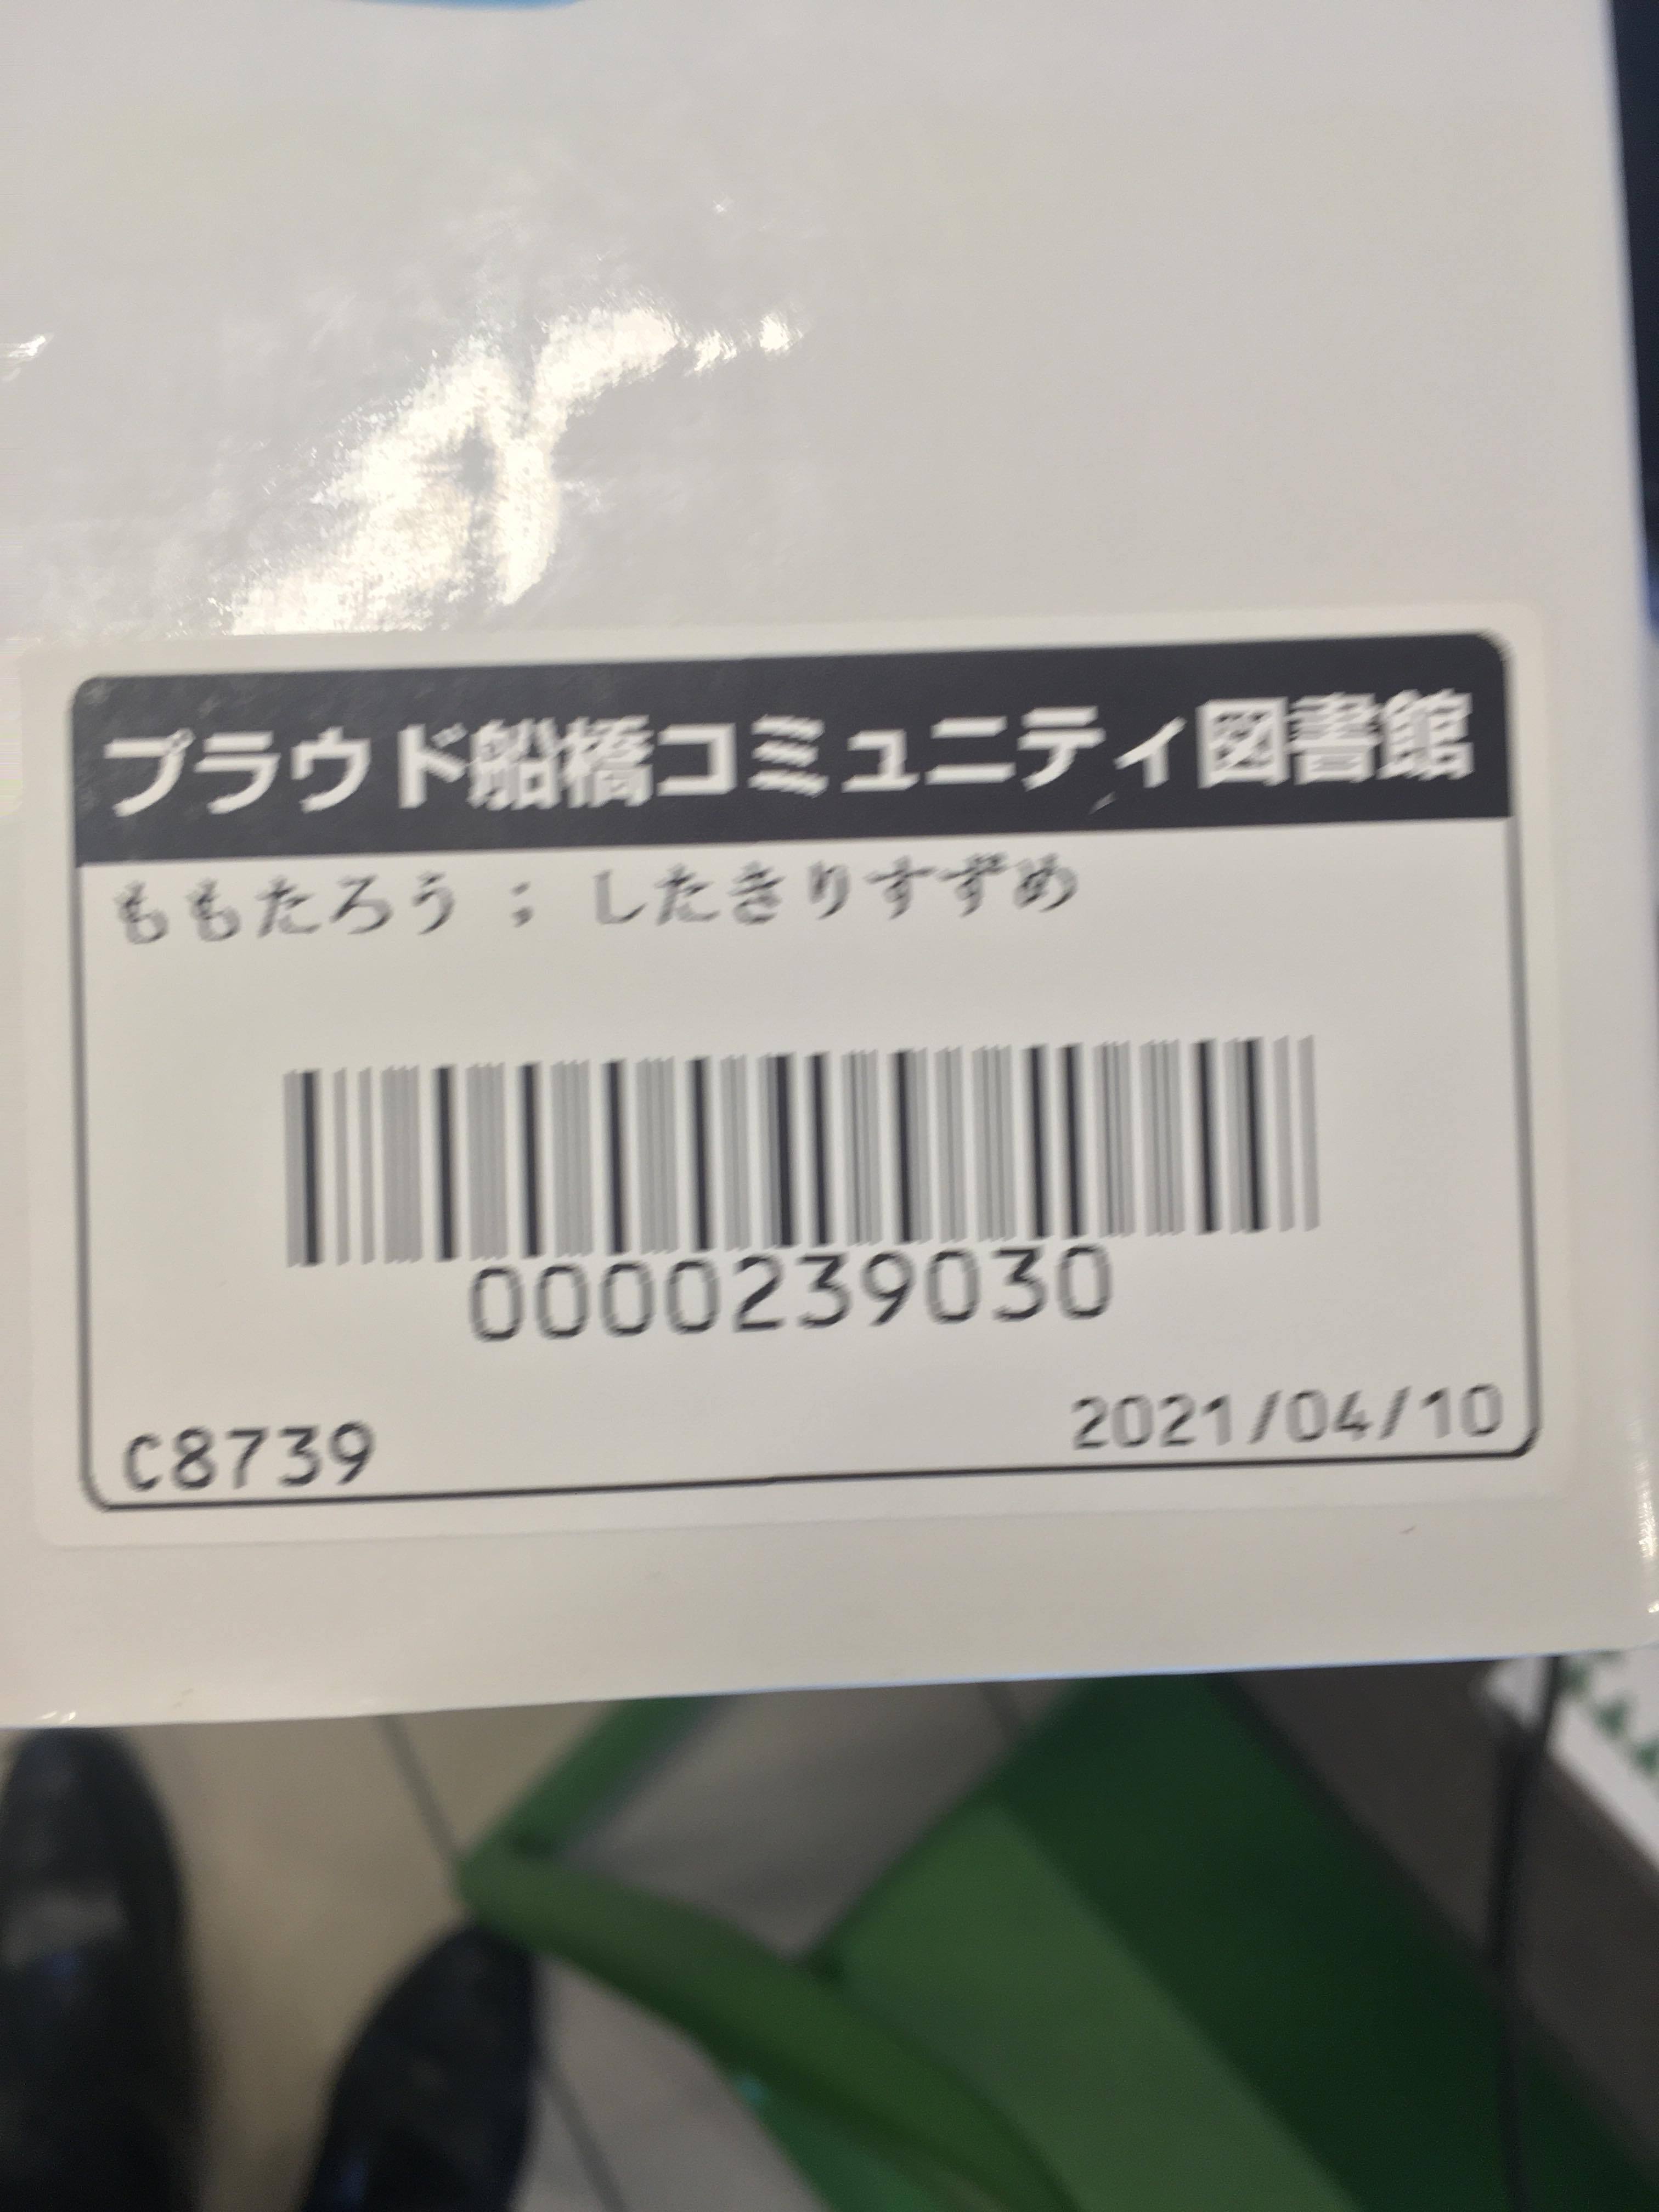 プラウド船橋コミュニティ図書館
ももたろう ; したきりすずめ
0000239030
C8739
2021/04/10